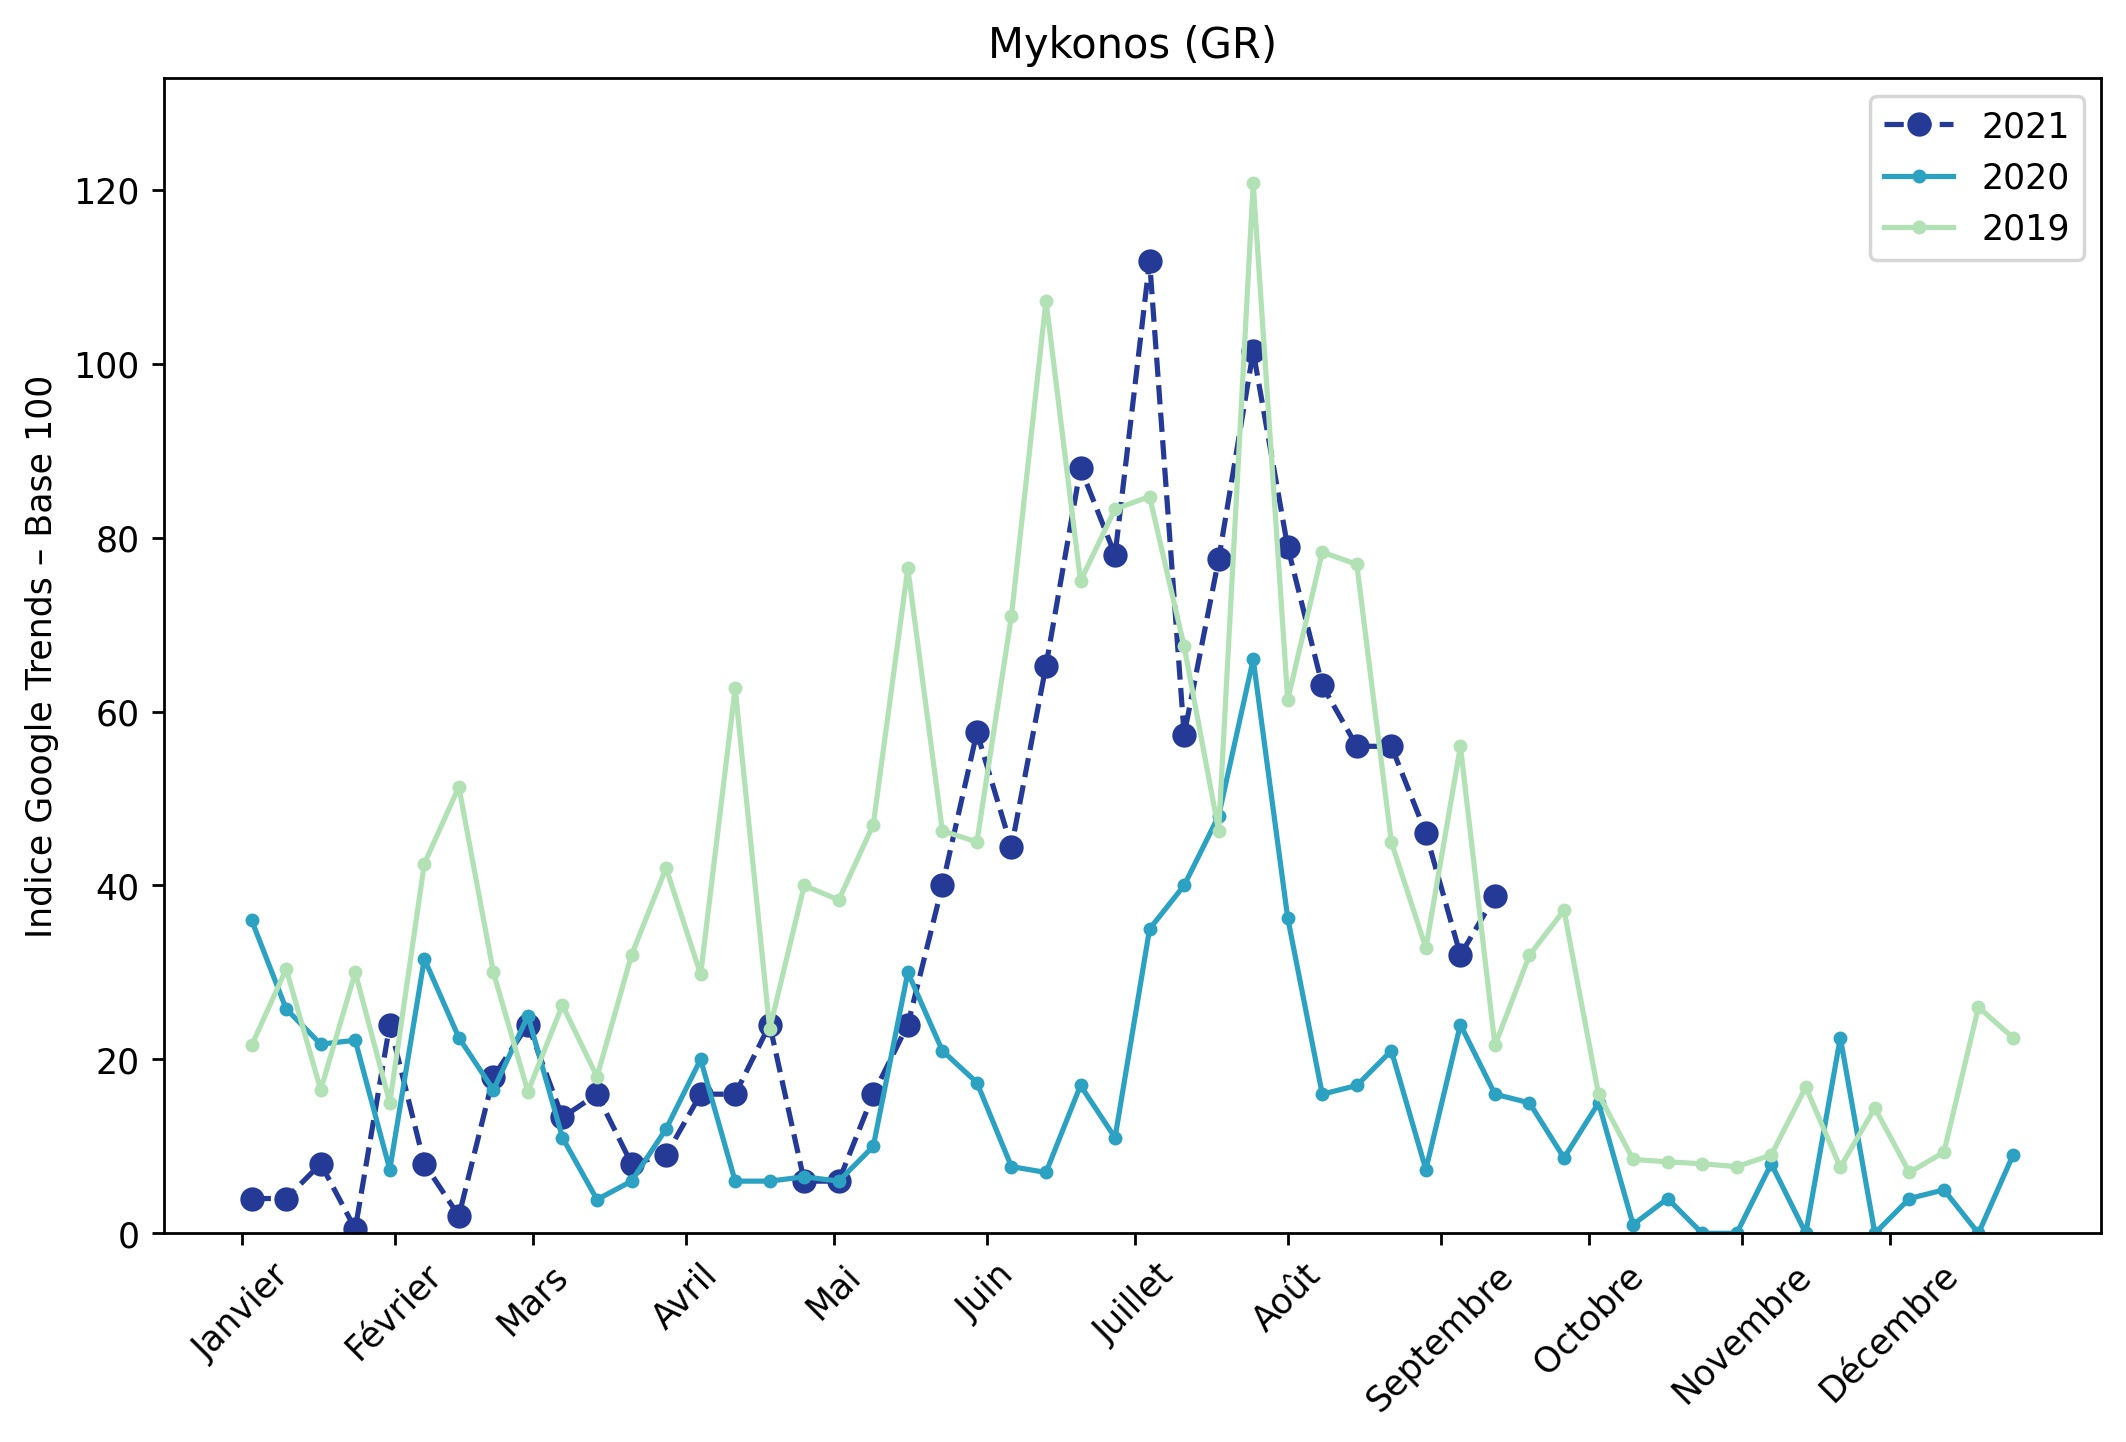 Mykonos (GR)
2021
2020
2019
Indice Google Trends – Base 100
120
100
80
60
40
20
0
Janvier
Février
Mars
Avril
Mai
Juin
Juillet
Août
Septembre
Octobre
Novembre
Décembre